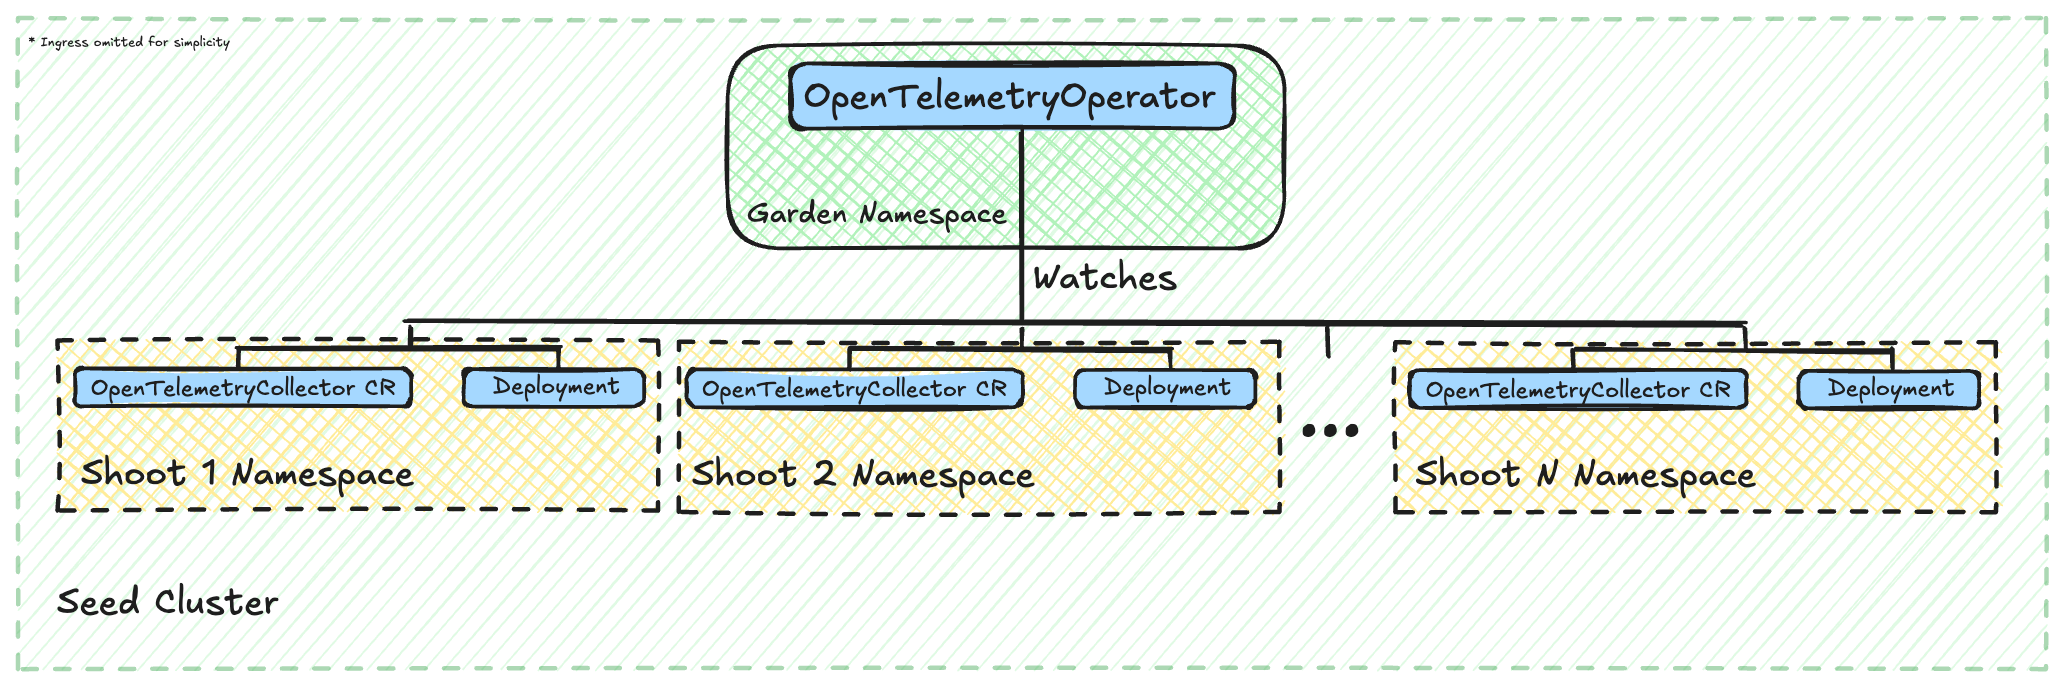 * Ingress omitted for simplicity
OpenTelemetryOperator
Garden Namespace
Watches
OpenTelemetryCollector CR
Deployment
Shoot 1 Namespace
OpenTelemetryCollector CR
Deployment
Shoot 2 Namespace
•••
OpenTelemetryCollector CR
Deployment
Shoot N Namespace
Seed Cluster